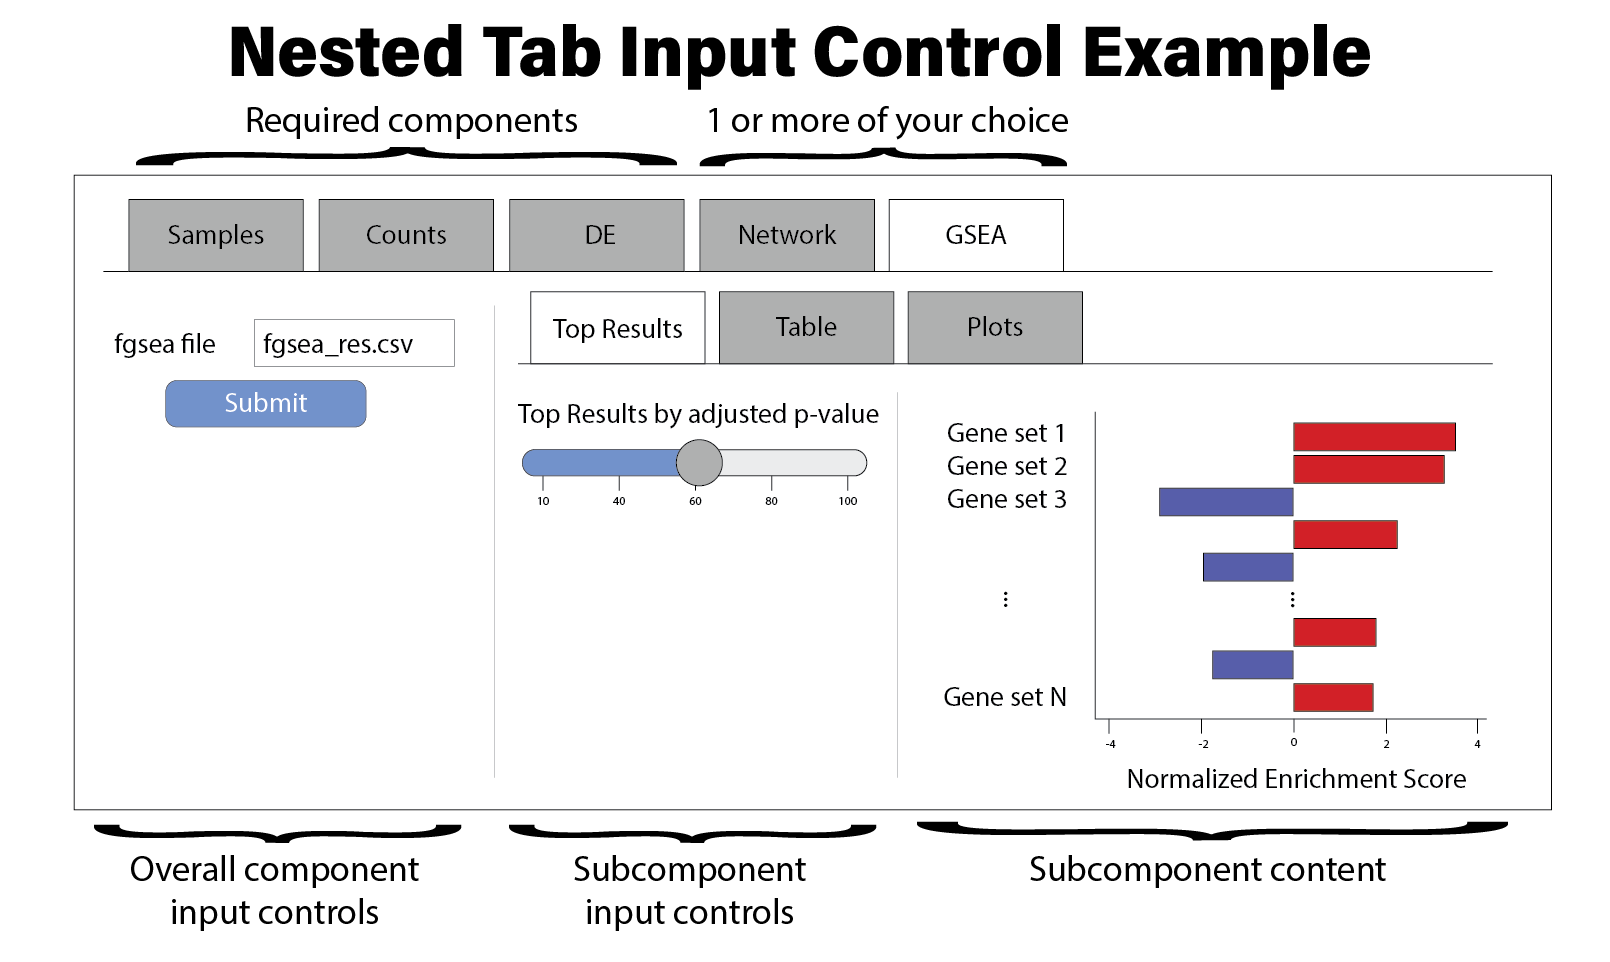 Nested Tab Input Control Example
Required components
1 or more of your choice
Samples
Counts
DE
Network
GSEA
fgsea file
fgsea_res.csv
Submit
Top Results
Table
Plots
Top Results by adjusted p-value
10 40 60 80 100
Gene set 1
Gene set 2
Gene set 3
⋮ ⋮
Gene set N
-4 -2 0 2 4
Normalized Enrichment Score
Overall component
input controls
Subcomponent
input controls
Subcomponent content